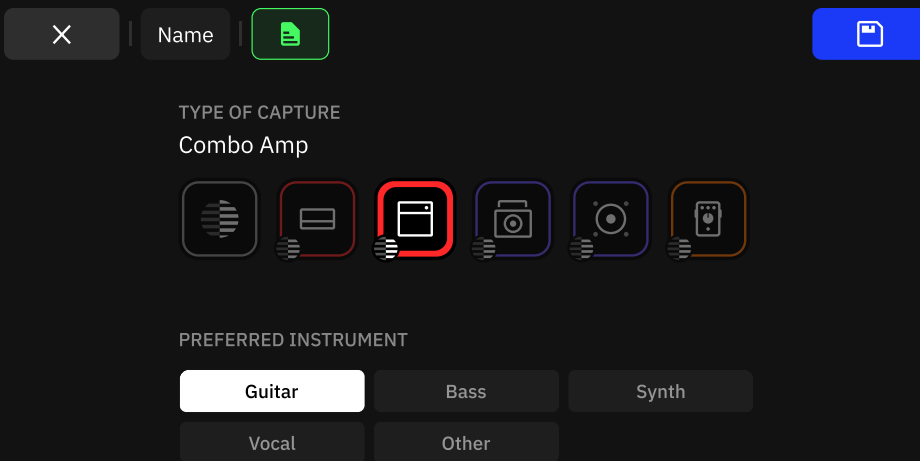 Name
TYPE OF CAPTURE
Combo Amp
PREFERRED INSTRUMENT
Guitar Bass Synth
Vocal Other